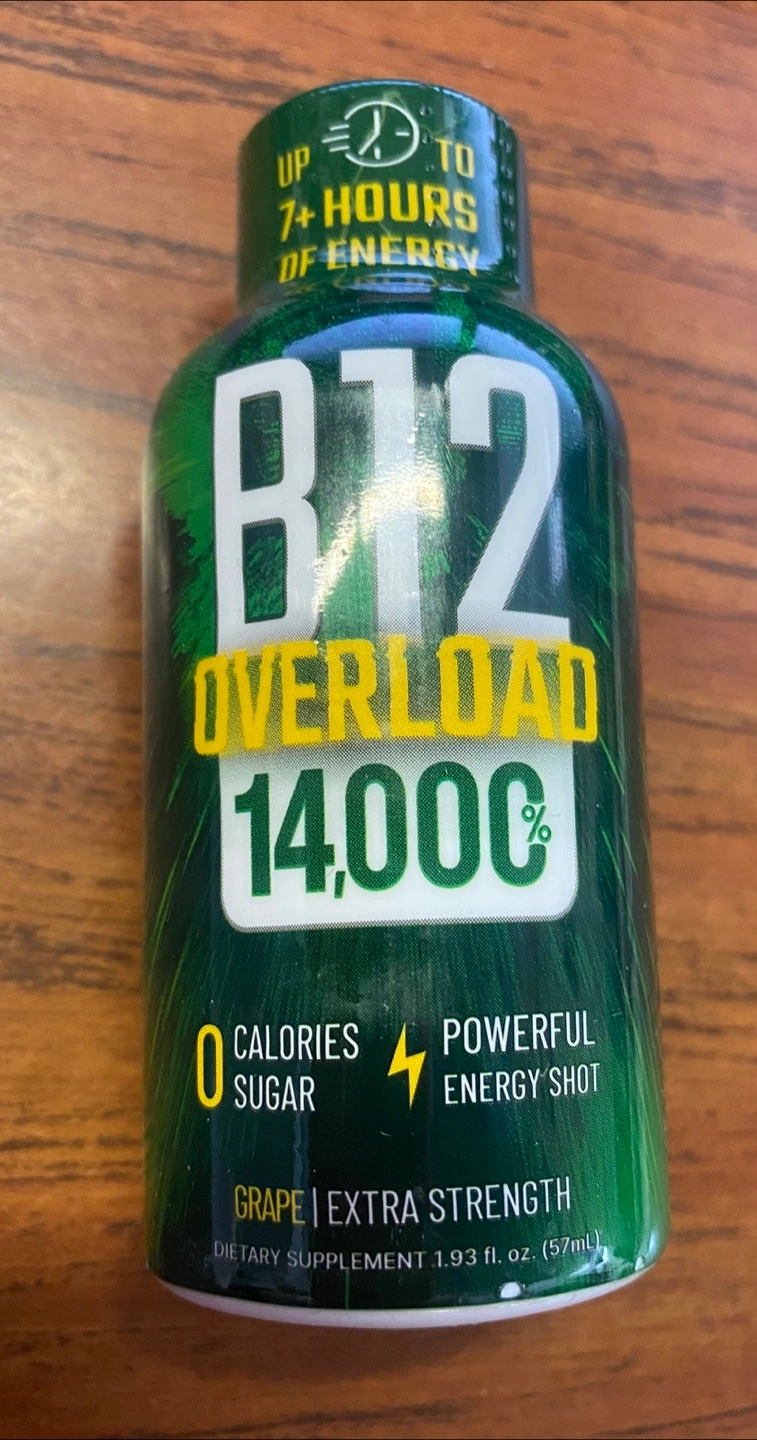 UP TO
7+ HOURS
OF ENERGY
B12
OVERLOAD
14,000%
0 CALORIES
SUGAR
POWERFUL
ENERGY SHOT
GRAPE | EXTRA STRENGTH
DIETARY SUPPLEMENT 1.93 fl. oz. (57mL)